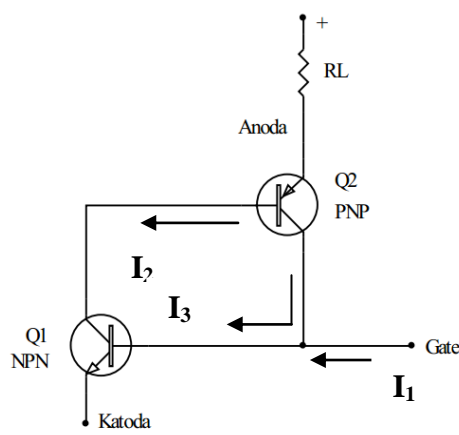 +
RL
Anoda
Q2
PNP
I2
I3
Q1
NPN
Gate
I1
Katoda